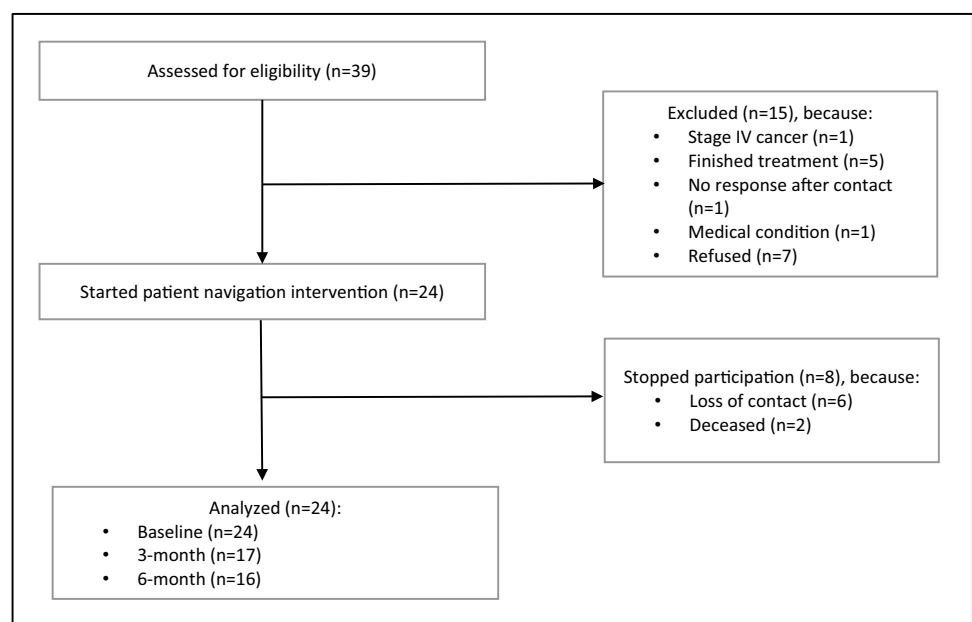 Assessed for eligibility (n=39)
Excluded (n=15), because:
• Stage IV cancer (n=1)
• Finished treatment (n=5)
• No response after contact
(n=1)
• Medical condition (n=1)
• Refused (n=7)
Started patient navigation intervention (n=24)
Stopped participation (n=8), because:
• Loss of contact (n=6)
• Deceased (n=2)
Analyzed (n=24):
• Baseline (n=24)
• 3-month (n=17)
• 6-month (n=16)